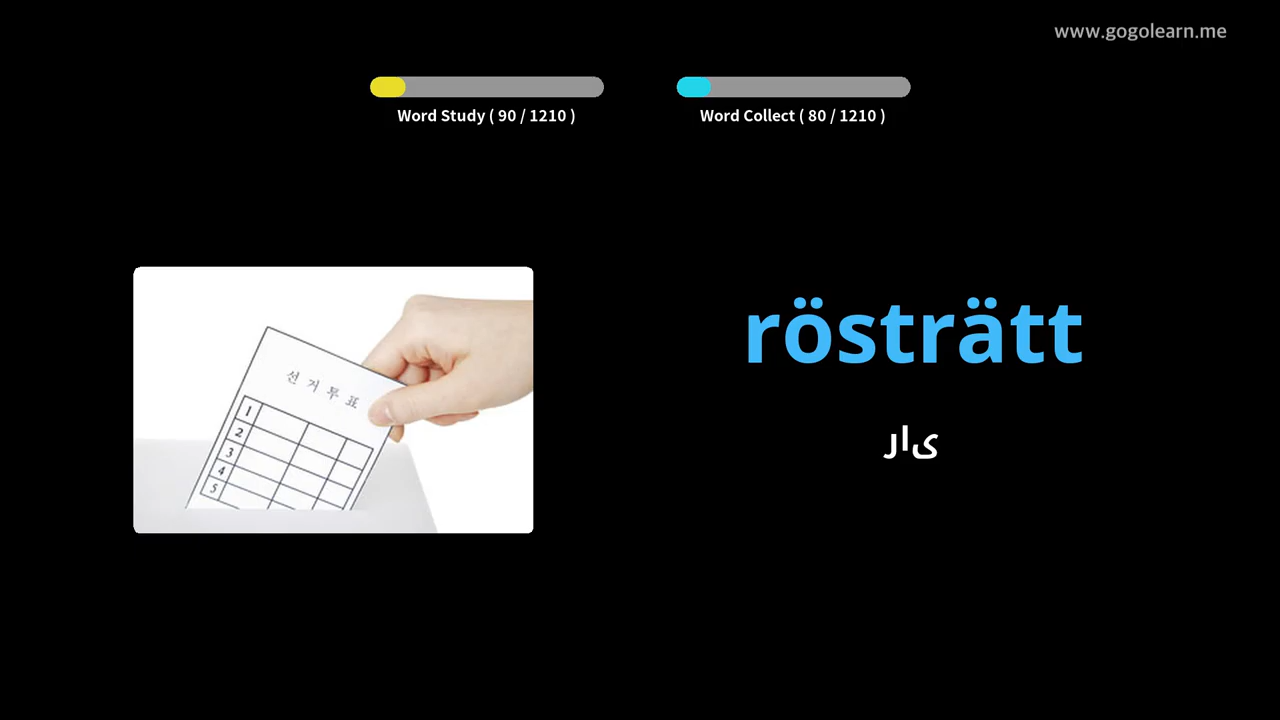 www.gogolearn.me
Word Study ( 90 / 1210 )
Word Collect ( 80 / 1210 )
선거투표
1
2
3
4
5
rösträtt
رای